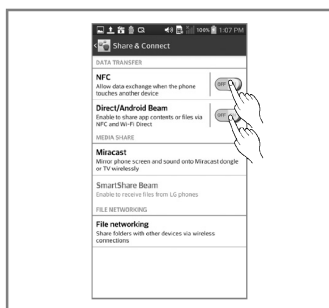 100% 1:07 PM
Share & Connect
DATA TRANSFER
NFC
Allow data exchange when the phone
touches another device
OFF
Direct/Android Beam
Enable to share app contents or files via
NFC and Wi-Fi Direct
OFF
MEDIA SHARE
Miracast
Mirror phone screen and sound onto Miracast dongle
or TV wirelessly
SmartShare Beam
Enable to receive files from LG phones
FILE NETWORKING
File networking
Share folders with other devices via wireless
connections